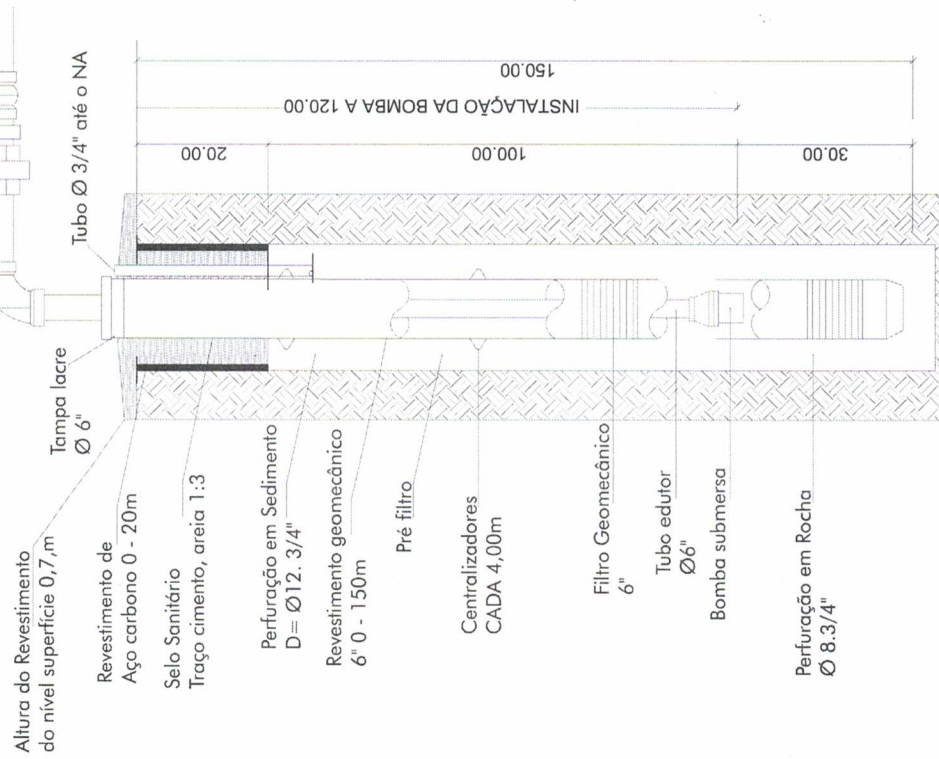 Altura do Revestimento
do nível superfície 0,7,m
Tampa lacre
Ø 6"
Tubo Ø 3/4" até o NA
Revestimento de
Aço carbono 0 - 20m
Selo Sanitário
Traço cimento, areia 1:3
Perfuração em Sedimento
D= Ø12. 3/4"
Revestimento geomecânico
6" 0 - 150m
Pré filtro
Centralizadores
CADA 4,00m
Filtro Geomecânico
6"
Tubo edutor
Ø6"
Bomba submersa
Perfuração em Rocha
Ø 8.3/4"
20.00
100.00
30.00
INSTALAÇÃO DA BOMBA A 120.00
150.00